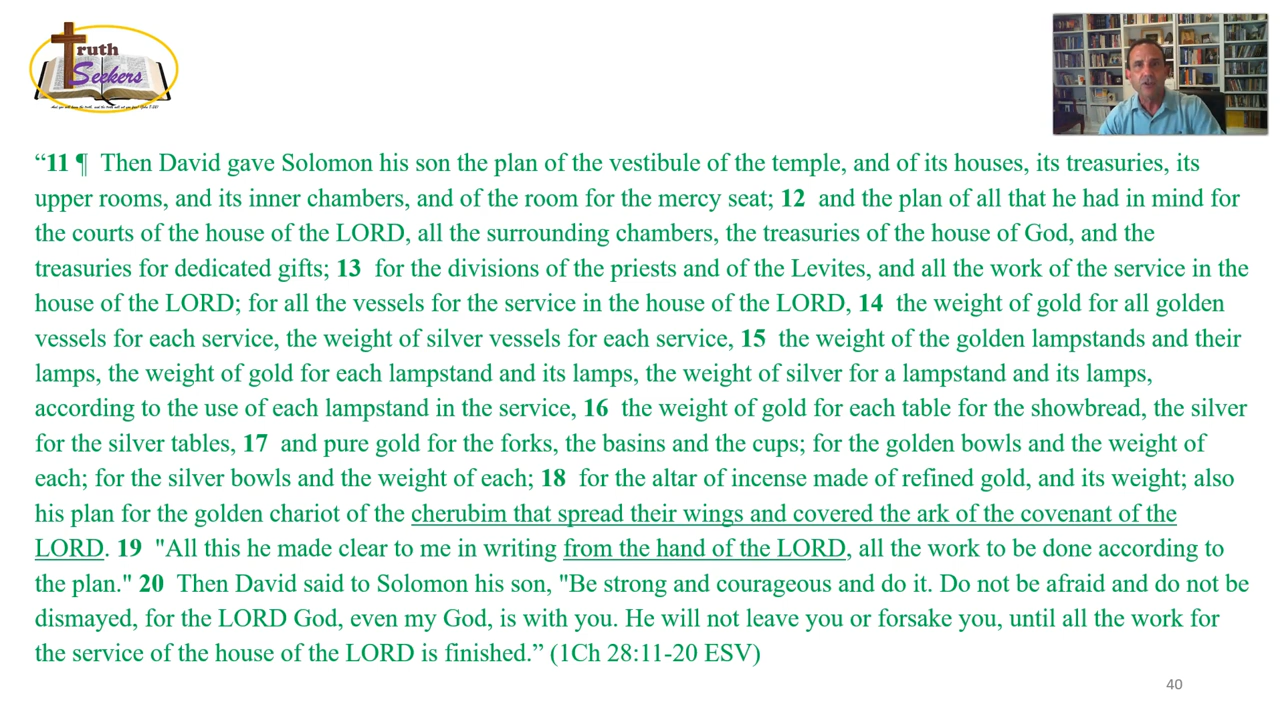 Truth
Seekers
“11 ¶ Then David gave Solomon his son the plan of the vestibule of the temple, and of its houses, its treasuries, its
upper rooms, and its inner chambers, and of the room for the mercy seat; 12 and the plan of all that he had in mind for
the courts of the house of the LORD, all the surrounding chambers, the treasuries of the house of God, and the
treasuries for dedicated gifts; 13 for the divisions of the priests and of the Levites, and all the work of the service in the
house of the LORD; for all the vessels for the service in the house of the LORD, 14 the weight of gold for all golden
vessels for each service, the weight of silver vessels for each service, 15 the weight of the golden lampstands and their
lamps, the weight of gold for each lampstand and its lamps, the weight of silver for a lampstand and its lamps,
according to the use of each lampstand in the service, 16 the weight of gold for each table for the showbread, the silver
for the silver tables, 17 and pure gold for the forks, the basins and the cups; for the golden bowls and the weight of
each; for the silver bowls and the weight of each; 18 for the altar of incense made of refined gold, and its weight; also
his plan for the golden chariot of the cherubim that spread their wings and covered the ark of the covenant of the
LORD. 19 "All this he made clear to me in writing from the hand of the LORD, all the work to be done according to
the plan." 20 Then David said to Solomon his son, "Be strong and courageous and do it. Do not be afraid and do not be
dismayed, for the LORD God, even my God, is with you. He will not leave you or forsake you, until all the work for
the service of the house of the LORD is finished.” (1Ch 28:11-20 ESV)
40